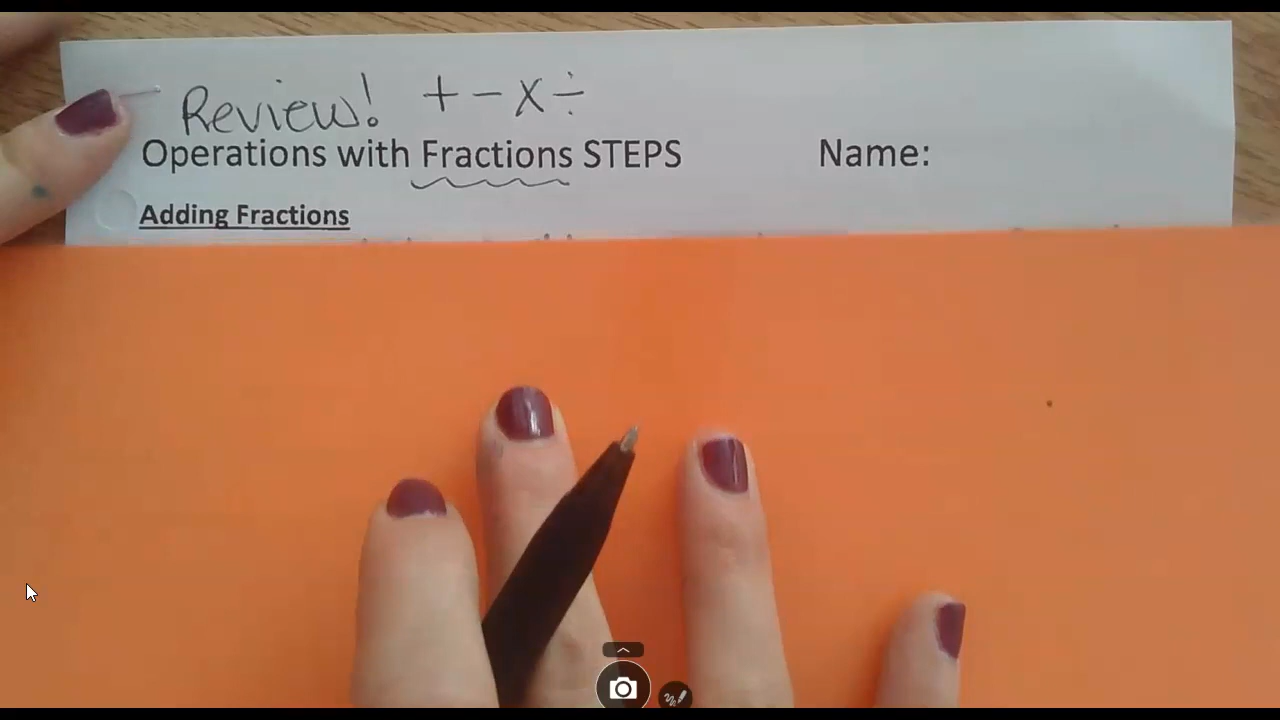 Review! + - x ÷
Operations with Fractions STEPS Name:
Adding Fractions